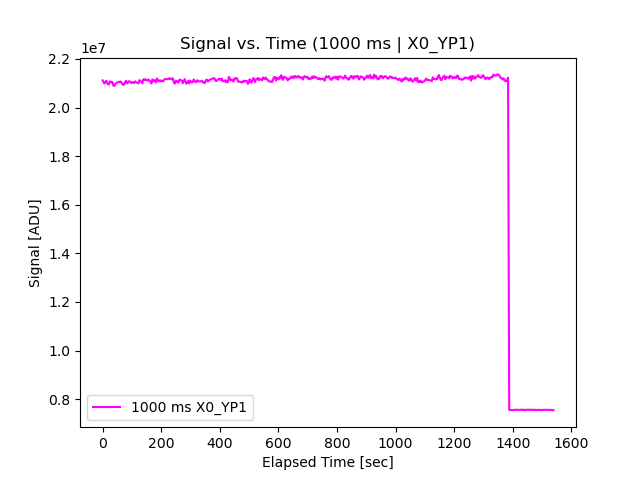 Signal vs. Time (1000 ms | X0_YP1)
1e7
2.2
2.0
1.8
1.6
1.4
1.2
1.0
0.8
Signal [ADU]
1000 ms X0_YP1
0 200 400 600 800 1000 1200 1400 1600
Elapsed Time [sec]